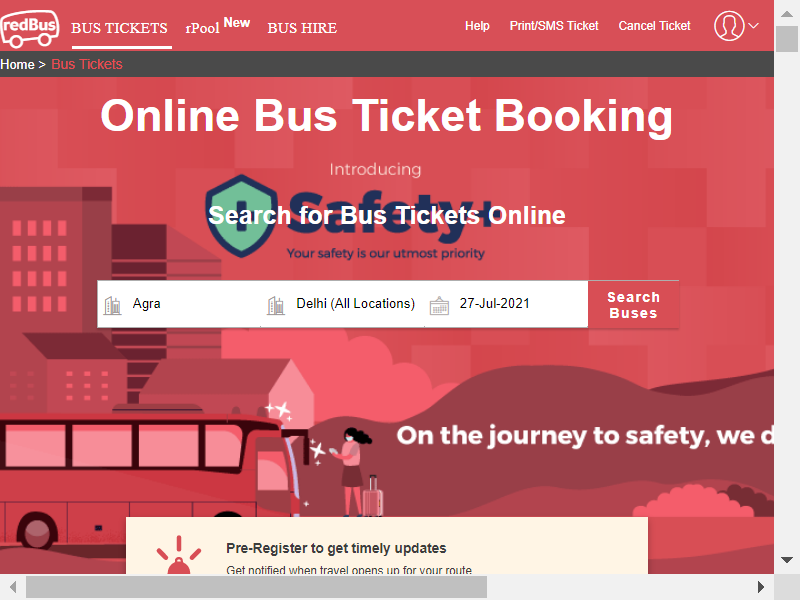 redBus
BUS TICKETS
rPool New
BUS HIRE
Help
Print/SMS Ticket
Cancel Ticket
Home > Bus Tickets
Online Bus Ticket Booking
Introducing
Safety+
Search for Bus Tickets Online
Your safety is our utmost priority
Agra
Delhi (All Locations)
27-Jul-2021
Search
Buses
On the journey to safety, we d
Pre-Register to get timely updates
Get notified when travel opens up for your route